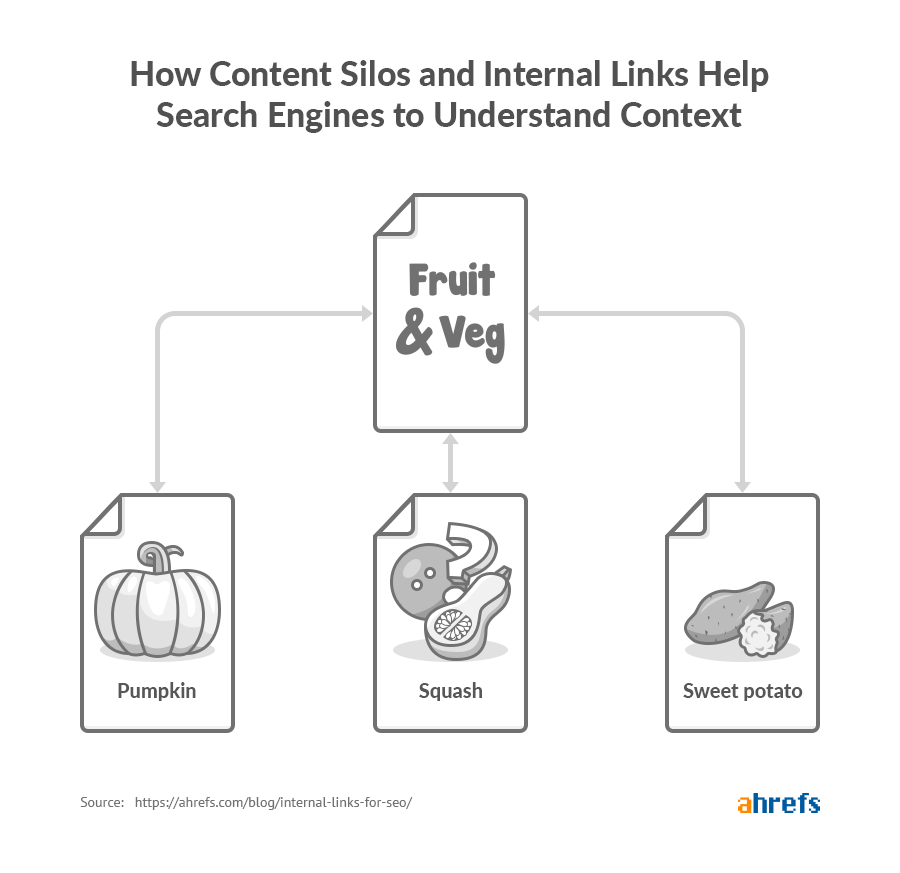 How Content Silos and Internal Links Help
Search Engines to Understand Context
Fruit
& Veg
?
Pumpkin
Squash
Sweet potato
Source: https://ahrefs.com/blog/internal-links-for-seo/
ahrefs